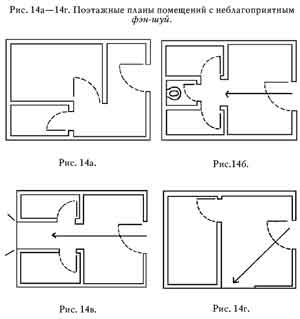 Рис. 14а—14г. Поэтажные планы помещений с неблагоприятным
фэн-шуй.
Рис. 14а.
Рис.14б.
Рис. 14в.
Рис. 14г.